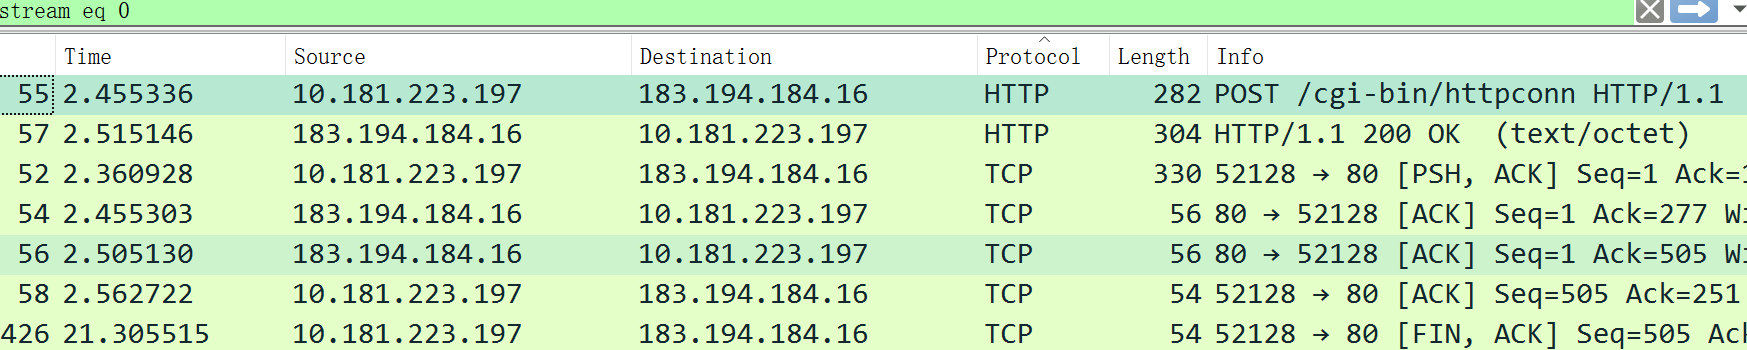 stream eq 0
Time Source Destination Protocol Length Info
55 2.455336 10.181.223.197 183.194.184.16 HTTP 282 POST /cgi-bin/httpconn HTTP/1.1
57 2.515146 183.194.184.16 10.181.223.197 HTTP 304 HTTP/1.1 200 OK (text/octet)
52 2.360928 10.181.223.197 183.194.184.16 TCP 330 52128 → 80 [PSH, ACK] Seq=1 Ack=1
54 2.455303 183.194.184.16 10.181.223.197 TCP 56 80 → 52128 [ACK] Seq=1 Ack=277 Wi
56 2.505130 183.194.184.16 10.181.223.197 TCP 56 80 → 52128 [ACK] Seq=1 Ack=505 Wi
58 2.562722 10.181.223.197 183.194.184.16 TCP 54 52128 → 80 [ACK] Seq=505 Ack=251
426 21.305515 10.181.223.197 183.194.184.16 TCP 54 52128 → 80 [FIN, ACK] Seq=505 Ack